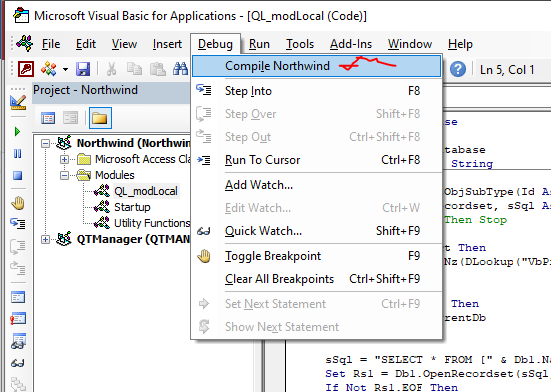 Microsoft Visual Basic for Applications - [QL_modLocal (Code)]
File Edit View Insert Debug Run Tools Add-Ins Window Help
Ln 5, Col 1
Project - Northwind
Northwind (Northwin
Microsoft Access Cla
Modules
QL_modLocal
Startup
Utility Functions
QTManager (QTMAN
Compile Northwind
Step Into F8
Step Over Shift+F8
Step Out Ctrl+Shift+F8
Run To Cursor Ctrl+F8
Add Watch...
Edit Watch... Ctrl+W
Quick Watch... Shift+F9
Toggle Breakpoint F9
Clear All Breakpoints Ctrl+Shift+F9
Set Next Statement Ctrl+F9
Show Next Statement
se
tabase
String
ObjSubType(Id As
cordset, sSql As
Then Stop
t Then
Nz(DLookup("VbPr
Then
rentDb
sSql = "SELECT * FROM [" & Dbl.Na
Set Rs1 = Dbl.OpenRecordset(sSql
If Not Rs1.EOF Then